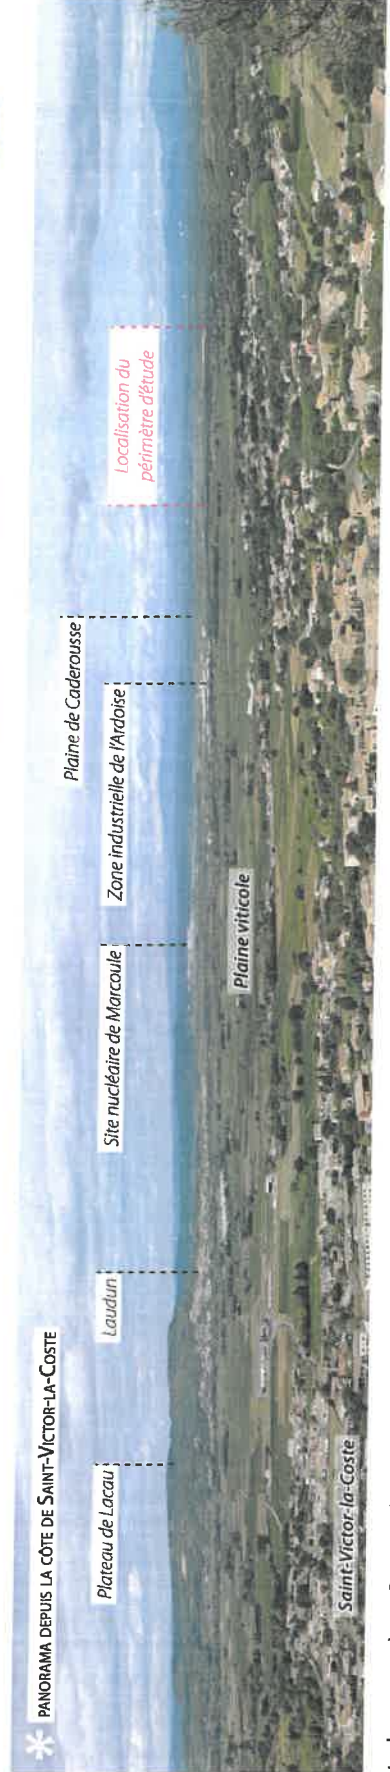 * PANORAMA DEPUIS LA CÔTE DE SAINT-VICTOR-LA-COSTE
Plateau de Lacau
Laudun
Site nucléaire de Marcoule
Zone industrielle de l'Ardoise
Plaine de Caderousse
Localisation du
périmètre d'étude
Plaine viticole
Saint-Victor-la-Coste